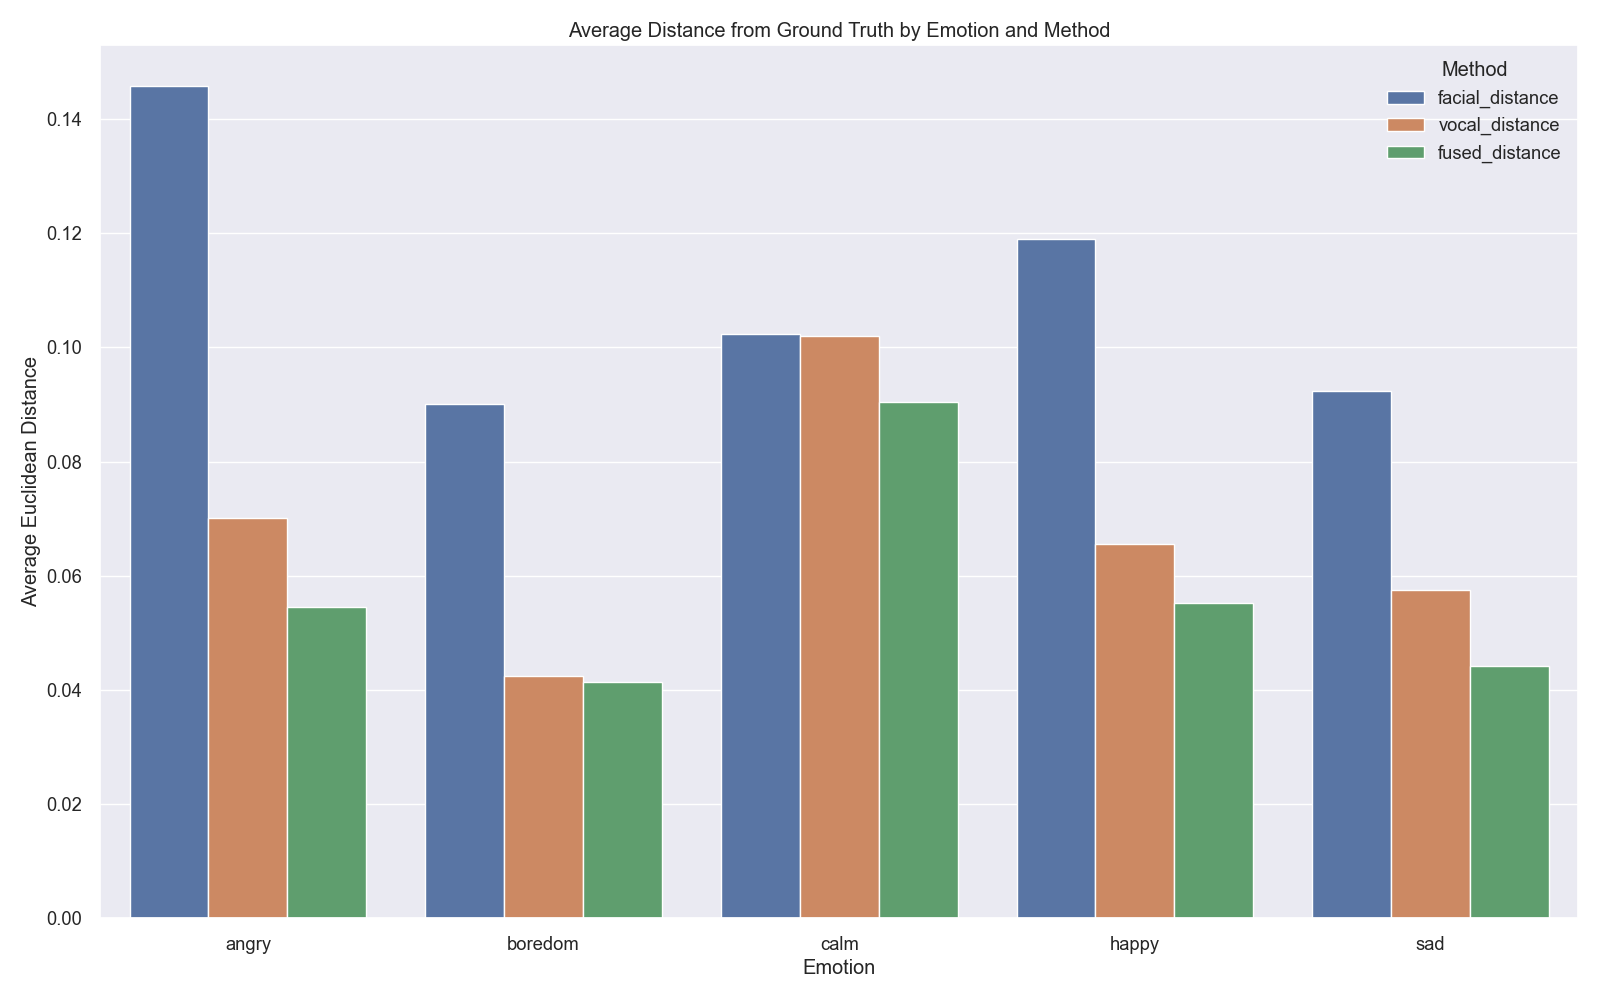 Average Distance from Ground Truth by Emotion and Method
Method
facial_distance
vocal_distance
fused_distance
Average Euclidean Distance
0.14
0.12
0.10
0.08
0.06
0.04
0.02
0.00
angry boredom calm happy sad
Emotion